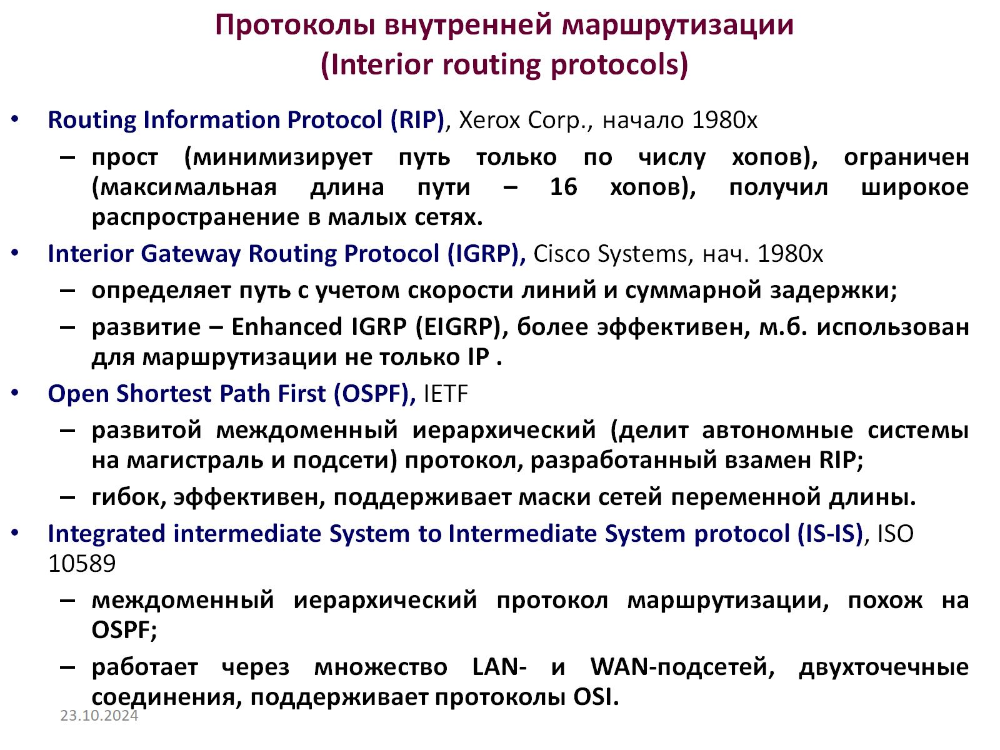 Протоколы внутренней маршрутизации
(Interior routing protocols)
• Routing Information Protocol (RIP), Xerox Corp., начало 1980х
– прост (минимизирует путь только по числу хопов), ограничен
(максимальная длина пути – 16 хопов), получил широкое
распространение в малых сетях.
• Interior Gateway Routing Protocol (IGRP), Cisco Systems, нач. 1980х
– определяет путь с учетом скорости линий и суммарной задержки;
– развитие – Enhanced IGRP (EIGRP), более эффективен, м.б. использован
для маршрутизации не только IP .
• Open Shortest Path First (OSPF), IETF
– развитой междоменный иерархический (делит автономные системы
на магистраль и подсети) протокол, разработанный взамен RIP;
– гибок, эффективен, поддерживает маски сетей переменной длины.
• Integrated intermediate System to Intermediate System protocol (IS-IS), ISO
10589
– междоменный иерархический протокол маршрутизации, похож на
OSPF;
– работает через множество LAN- и WAN-подсетей, двухточечные
соединения, поддерживает протоколы OSI.
23.10.2024